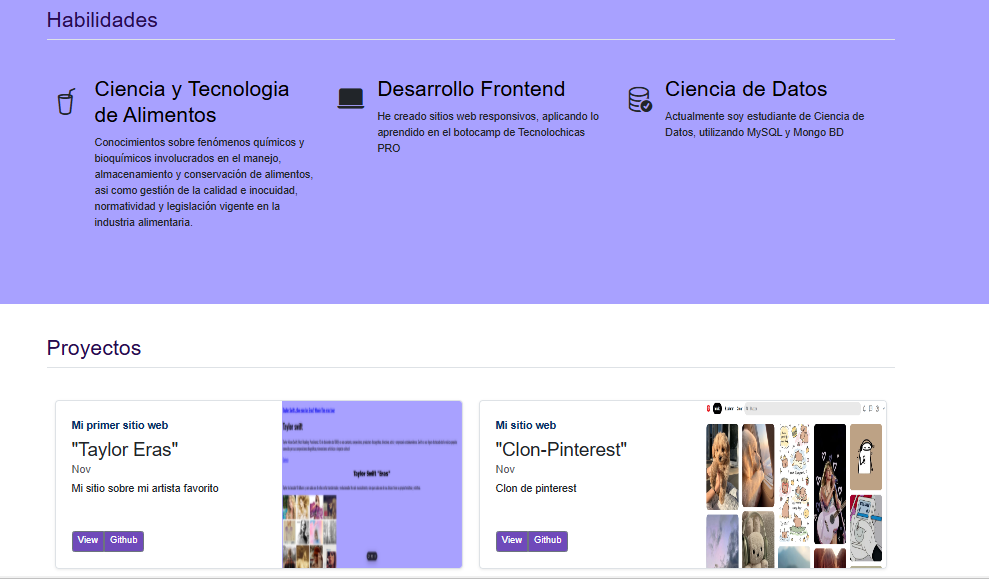 Habilidades
Ciencia y Tecnologia
de Alimentos
Conocimientos sobre fenómenos químicos y
bioquímicos involucrados en el manejo,
almacenamiento y conservación de alimentos,
asi como gestión de la calidad e inocuidad,
normatividad y legislación vigente en la
industria alimentaria.
Desarrollo Frontend
He creado sitios web responsivos, aplicando lo
aprendido en el botocamp de Tecnolochicas
PRO
Ciencia de Datos
Actualmente soy estudiante de Ciencia de
Datos, utilizando MySQL y Mongo BD
Proyectos
Mi primer sitio web
"Taylor Eras"
Nov
Mi sitio sobre mi artista favorito
View
Github
Taylor swift
Taylor Swift "Eras"
Mi sitio web
"Clon-Pinterest"
Nov
Clon de pinterest
View
Github